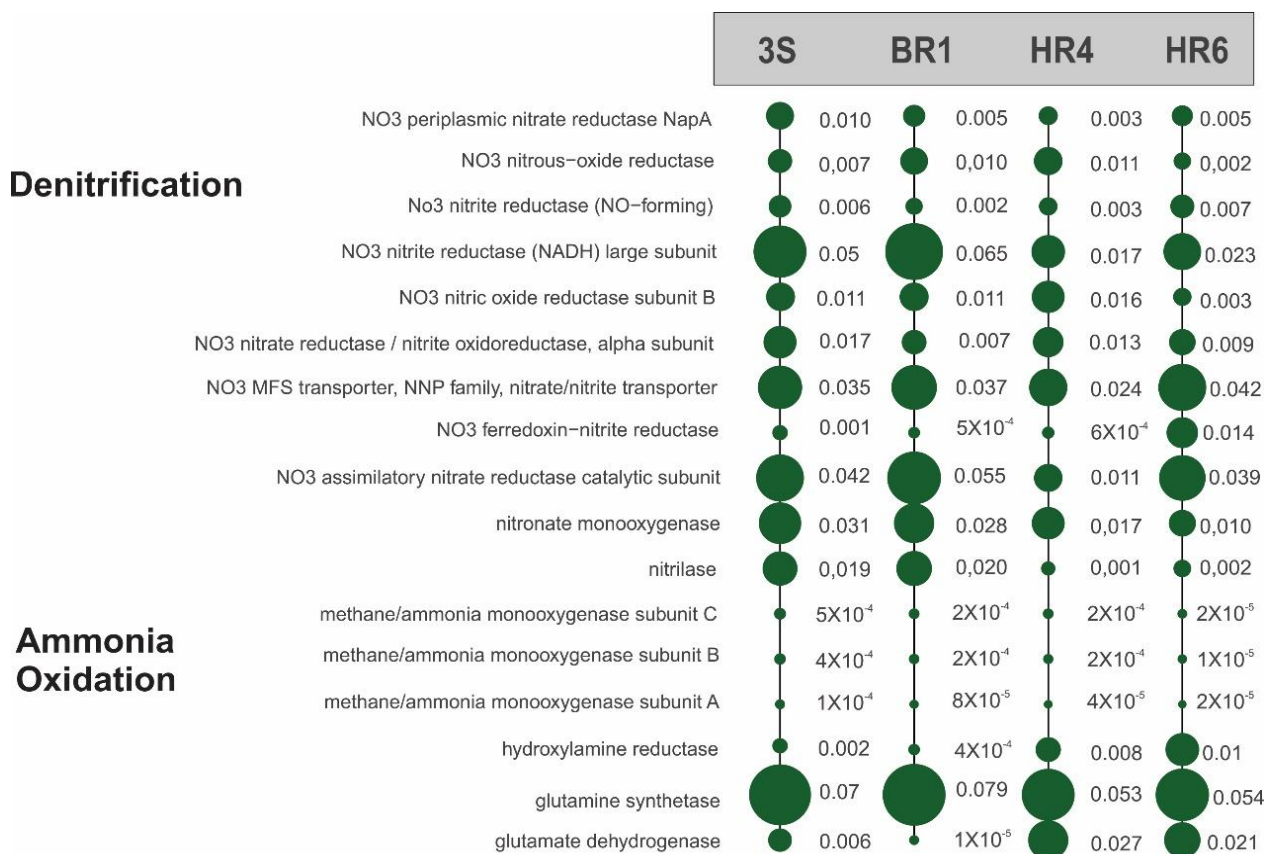 3S BR1 HR4 HR6
NO3 periplasmic nitrate reductase NapA 0.010 0.005 0.003 0.005
NO3 nitrous−oxide reductase 0,007 0,010 0.011 0,002
Denitrification
No3 nitrite reductase (NO−forming) 0.006 0.002 0.003 0.007
NO3 nitrite reductase (NADH) large subunit 0.05 0.065 0.017 0.023
NO3 nitric oxide reductase subunit B 0.011 0.011 0.016 0.003
NO3 nitrate reductase / nitrite oxidoreductase, alpha subunit 0.017 0.007 0.013 0.009
NO3 MFS transporter, NNP family, nitrate/nitrite transporter 0.035 0.037 0.024 0.042
NO3 ferredoxin−nitrite reductase 0.001 5X10⁻⁴ 6X10⁻⁴ 0.014
NO3 assimilatory nitrate reductase catalytic subunit 0.042 0.055 0.011 0.039
nitronate monooxygenase 0.031 0.028 0,017 0,010
nitrilase 0,019 0,020 0,001 0,002
methane/ammonia monooxygenase subunit C 5X10⁻⁴ 2X10⁻⁴ 2X10⁻⁴ 2X10⁻⁵
Ammonia
methane/ammonia monooxygenase subunit B 4X10⁻⁴ 2X10⁻⁴ 2X10⁻⁴ 1X10⁻⁵
Oxidation
methane/ammonia monooxygenase subunit A 1X10⁻⁴ 8X10⁻⁵ 4X10⁻⁵ 2X10⁻⁵
hydroxylamine reductase 0.002 4X10⁻⁴ 0.008 0.01
glutamine synthetase 0.07 0.079 0.053 0.054
glutamate dehydrogenase 0.006 1X10⁻⁵ 0.027 0.021